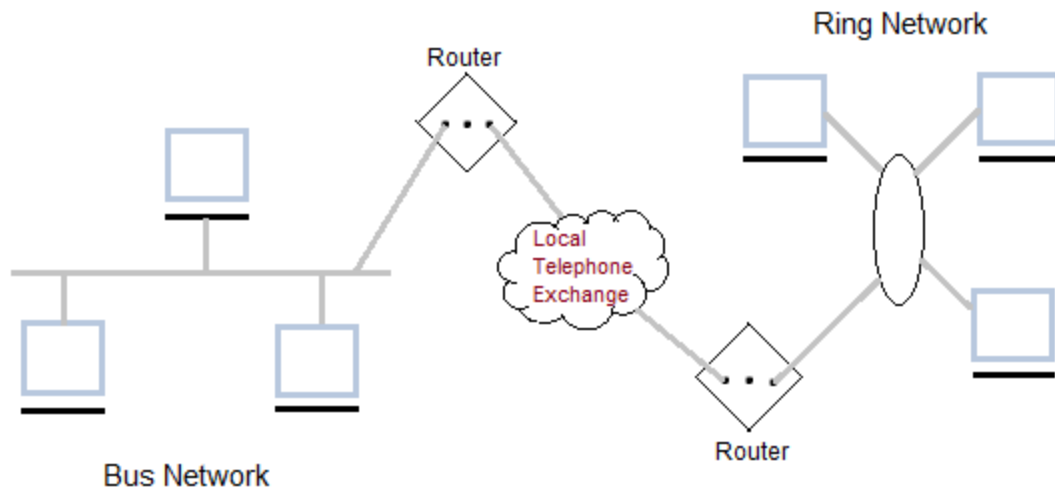 Ring Network
Router
Local
Telephone
Exchange
Router
Bus Network